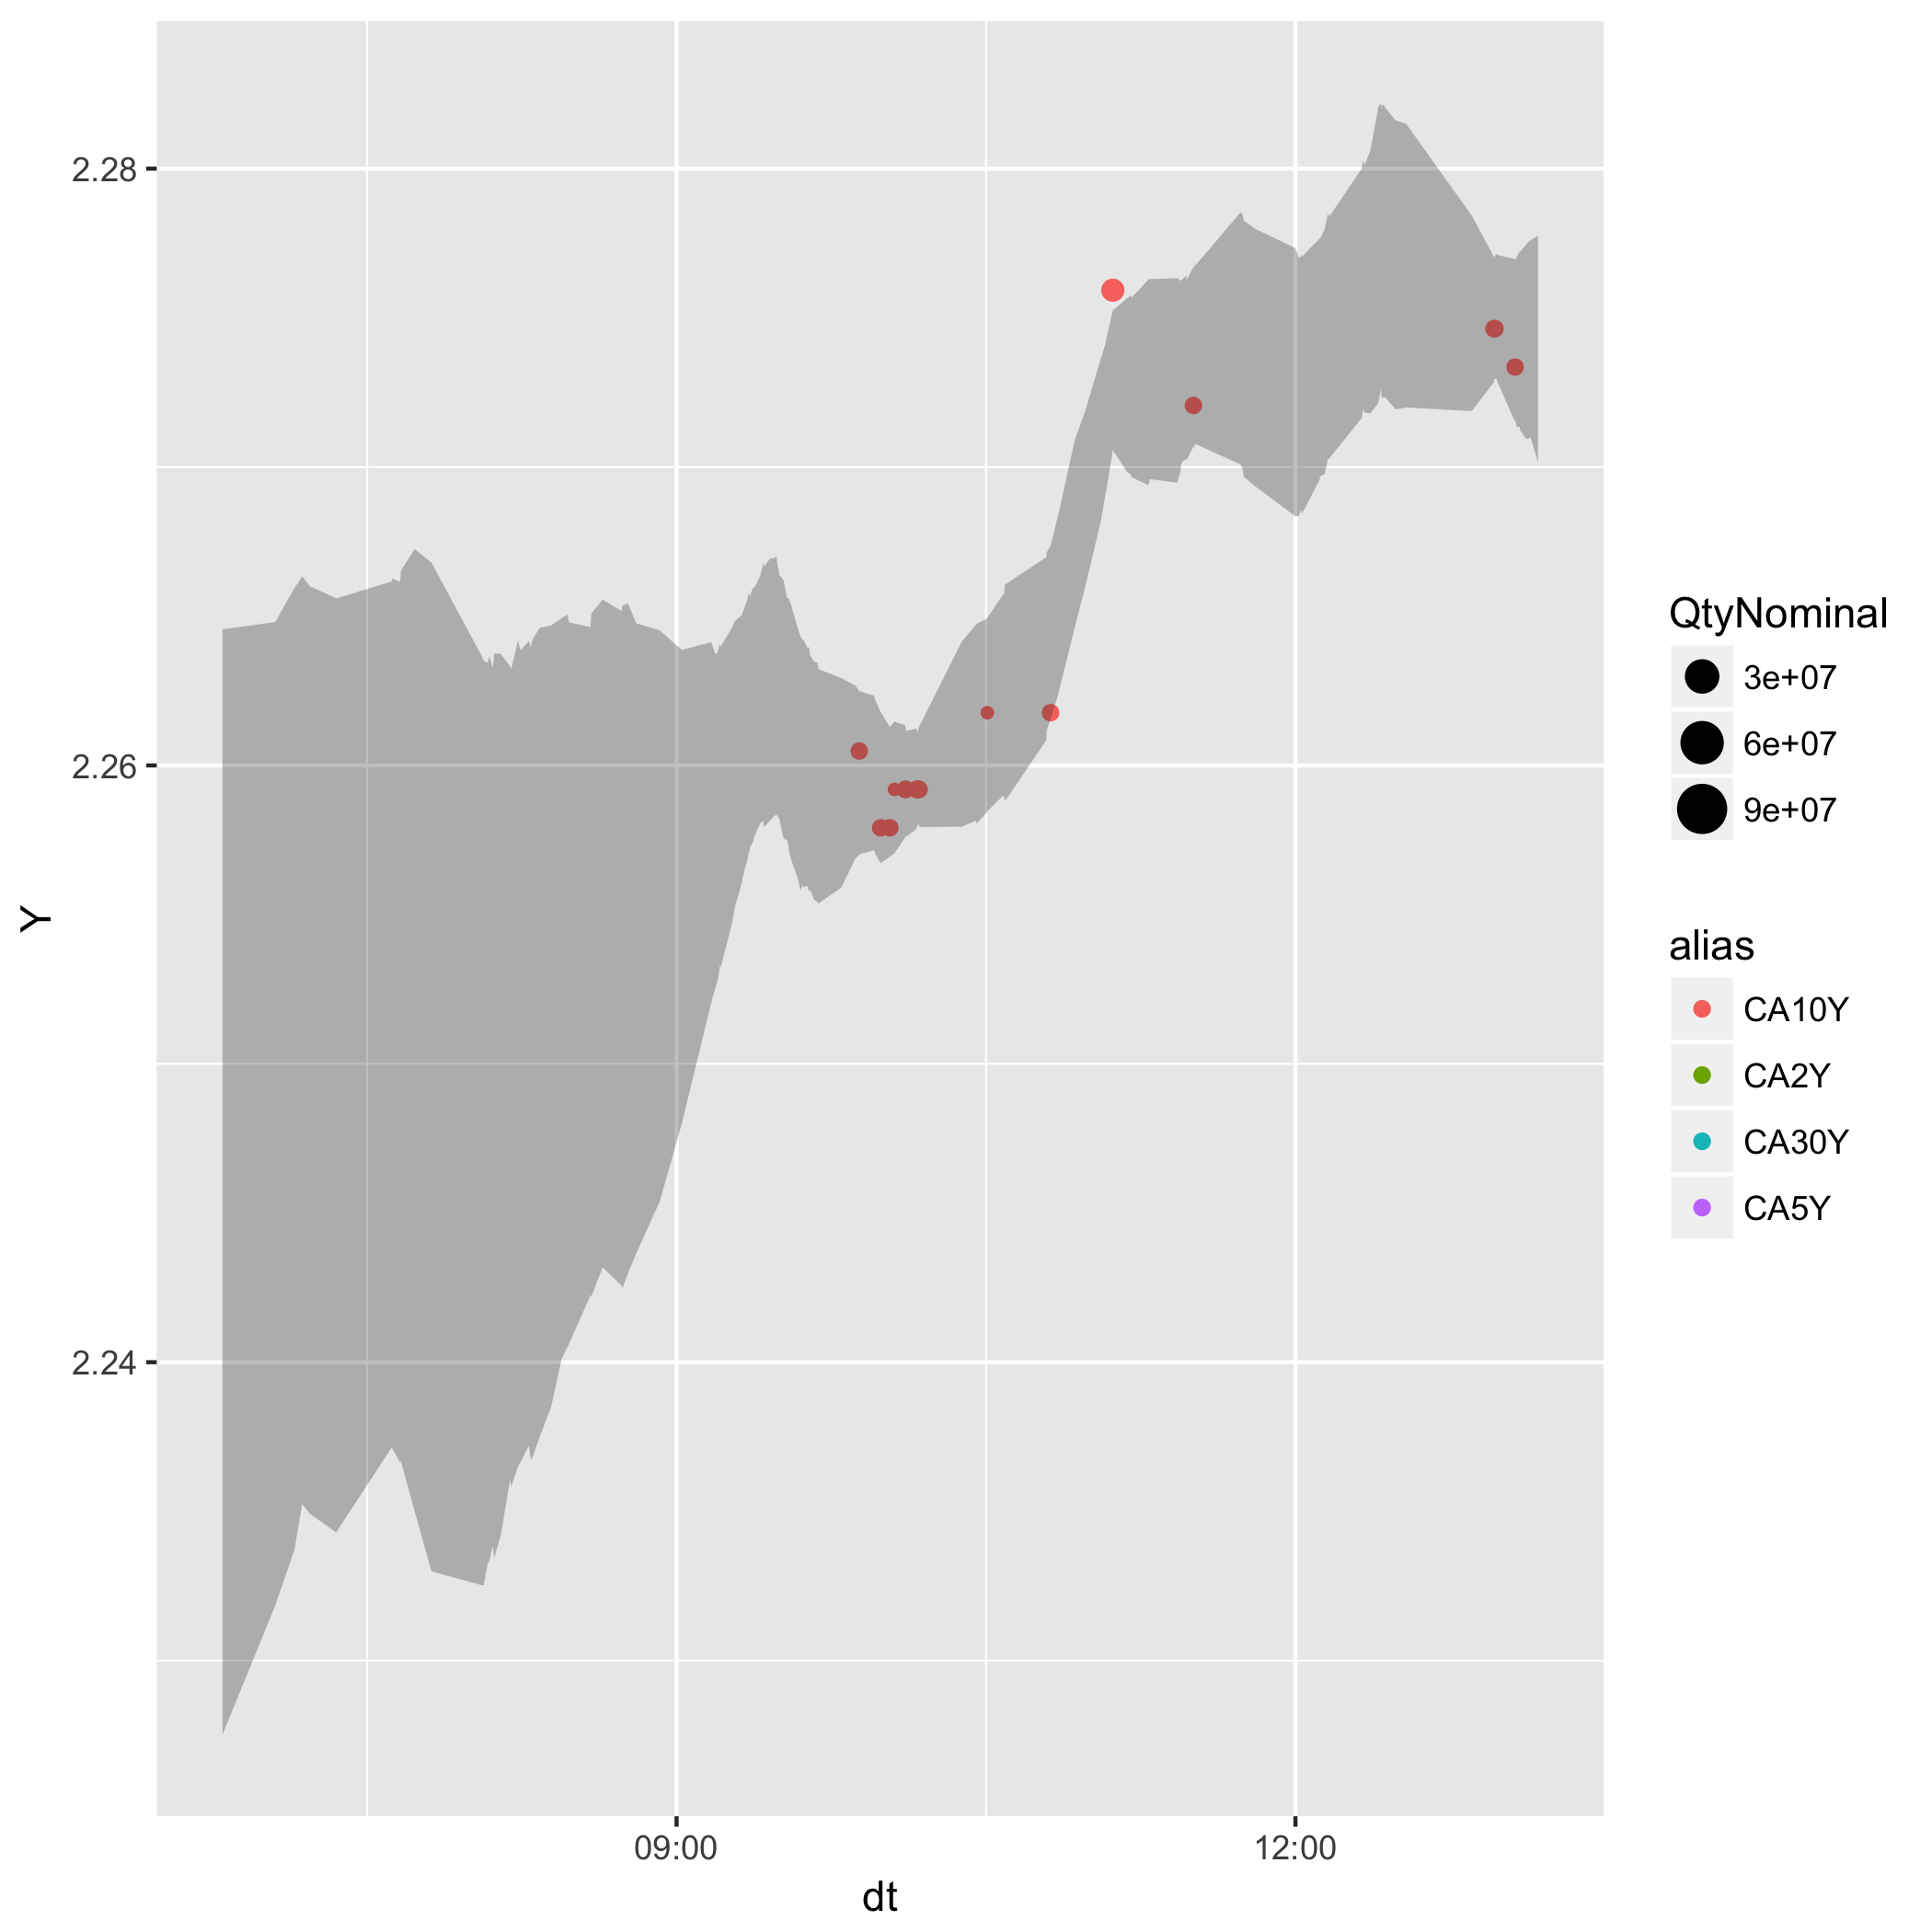 2.28
2.26
2.24
Y
09:00
12:00
dt
QtyNominal
3e+07
6e+07
9e+07
alias
CA10Y
CA2Y
CA30Y
CA5Y